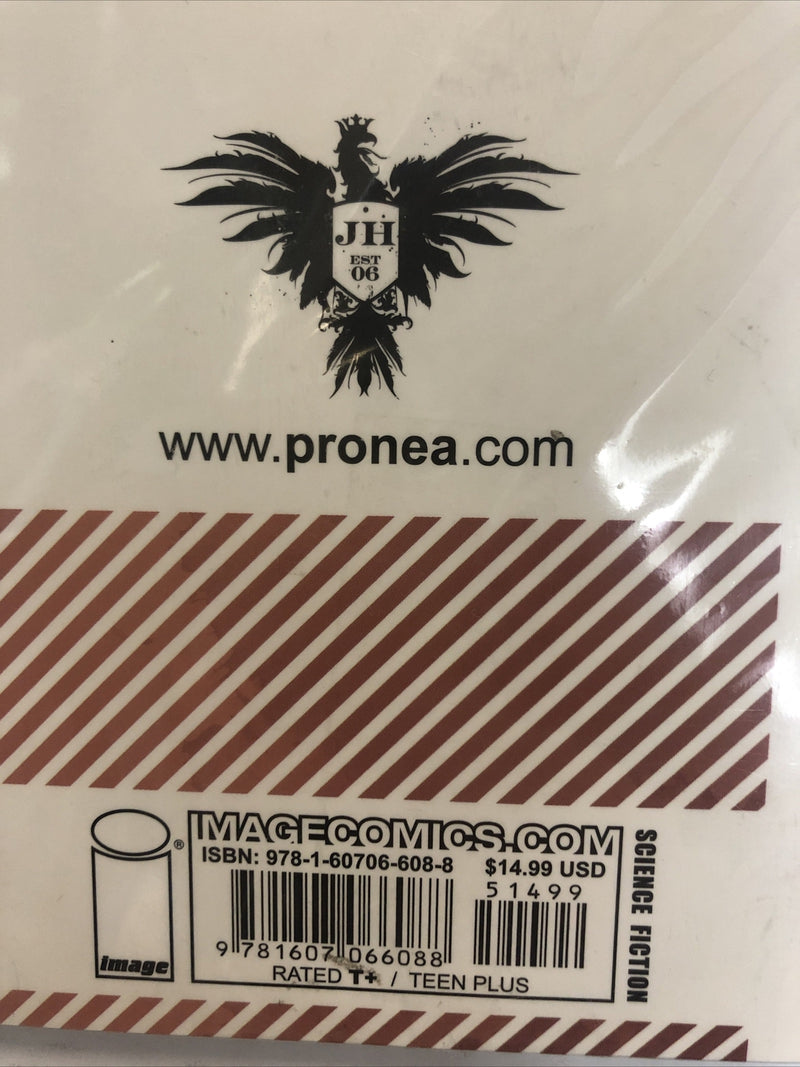 JH
EST
06
www.pronea.com
IMAGECOMICS.COM
ISBN: 978-1-60706-608-8 $14.99 USD
51499
9 781607 066088
RATED T+ / TEEN PLUS
image
®
SCIENCE FICTION